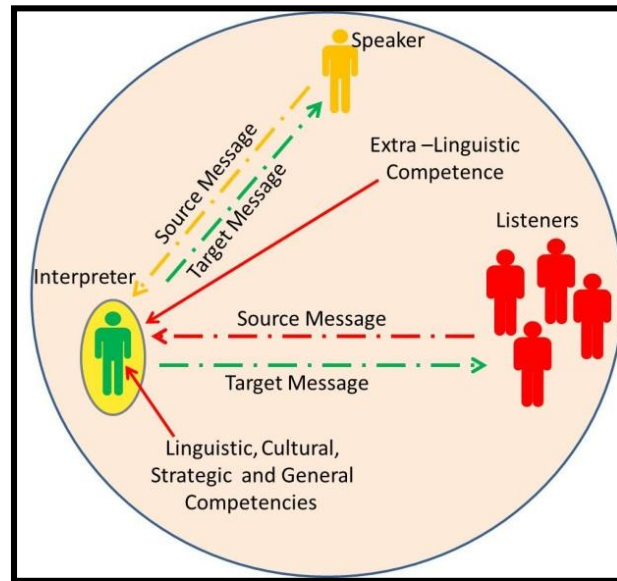 Speaker
Source Message
Target Message
Extra –Linguistic
Competence
Listeners
Interpreter
Source Message
Target Message
Linguistic, Cultural,
Strategic and General
Competencies